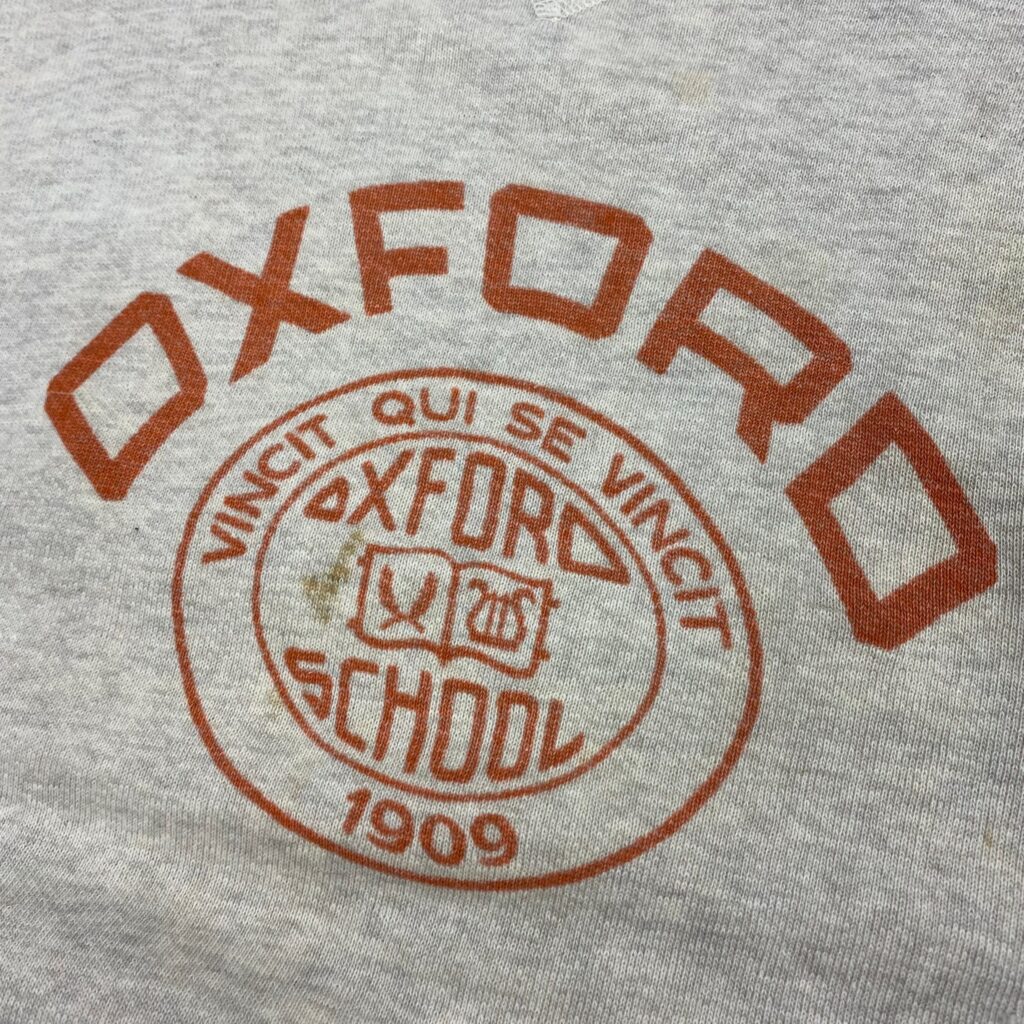 OXFORD
VINCIT QUI SE VINCIT
OXFORD
SCHOOL
1909